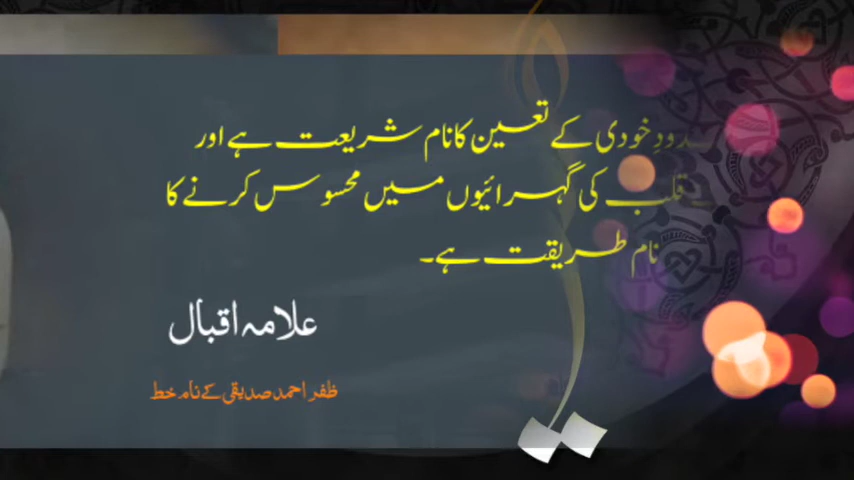 خودی کے تعین کا نام شریعت ہے اور
قلب کی گہرائیوں میں محسوس کرنے کا
نام طریقت ہے۔
علامہ اقبال
ظفر احمد صدیقی کے نام خط